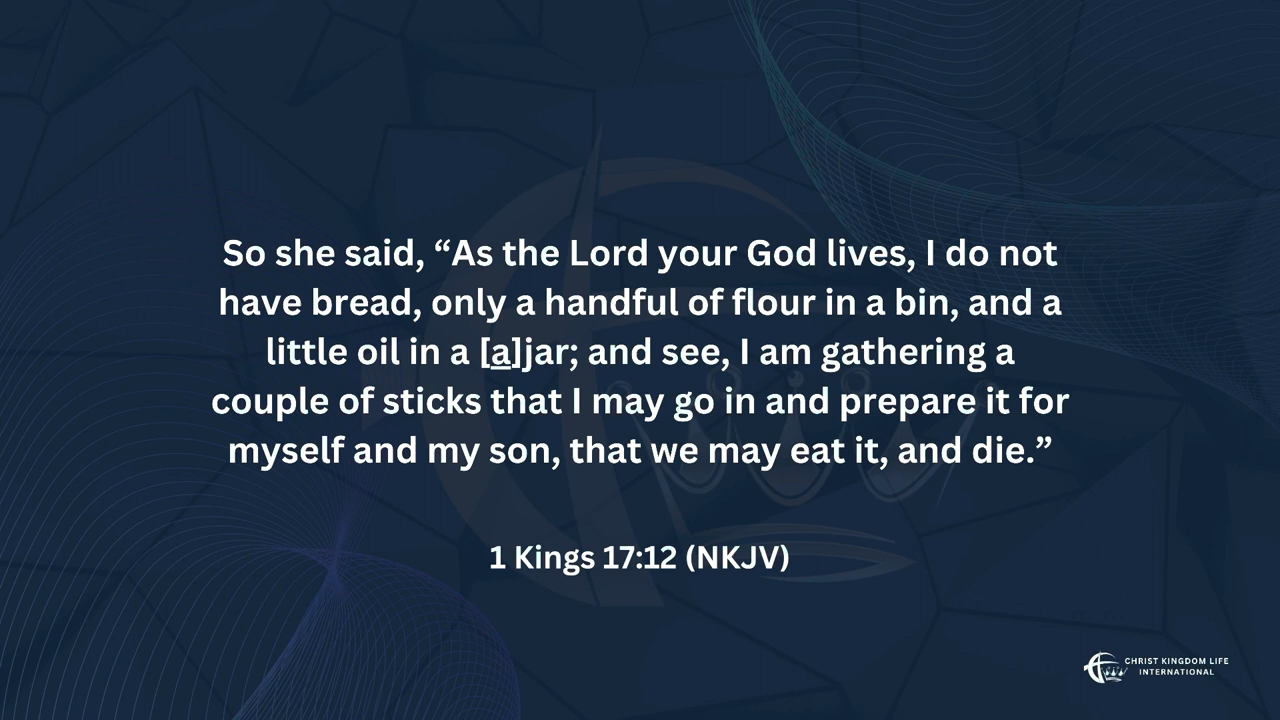 So she said, “As the Lord your God lives, I do not
have bread, only a handful of flour in a bin, and a
little oil in a [a]jar; and see, I am gathering a
couple of sticks that I may go in and prepare it for
myself and my son, that we may eat it, and die.”
1 Kings 17:12 (NKJV)
CHRIST KINGDOM LIFE
INTERNATIONAL